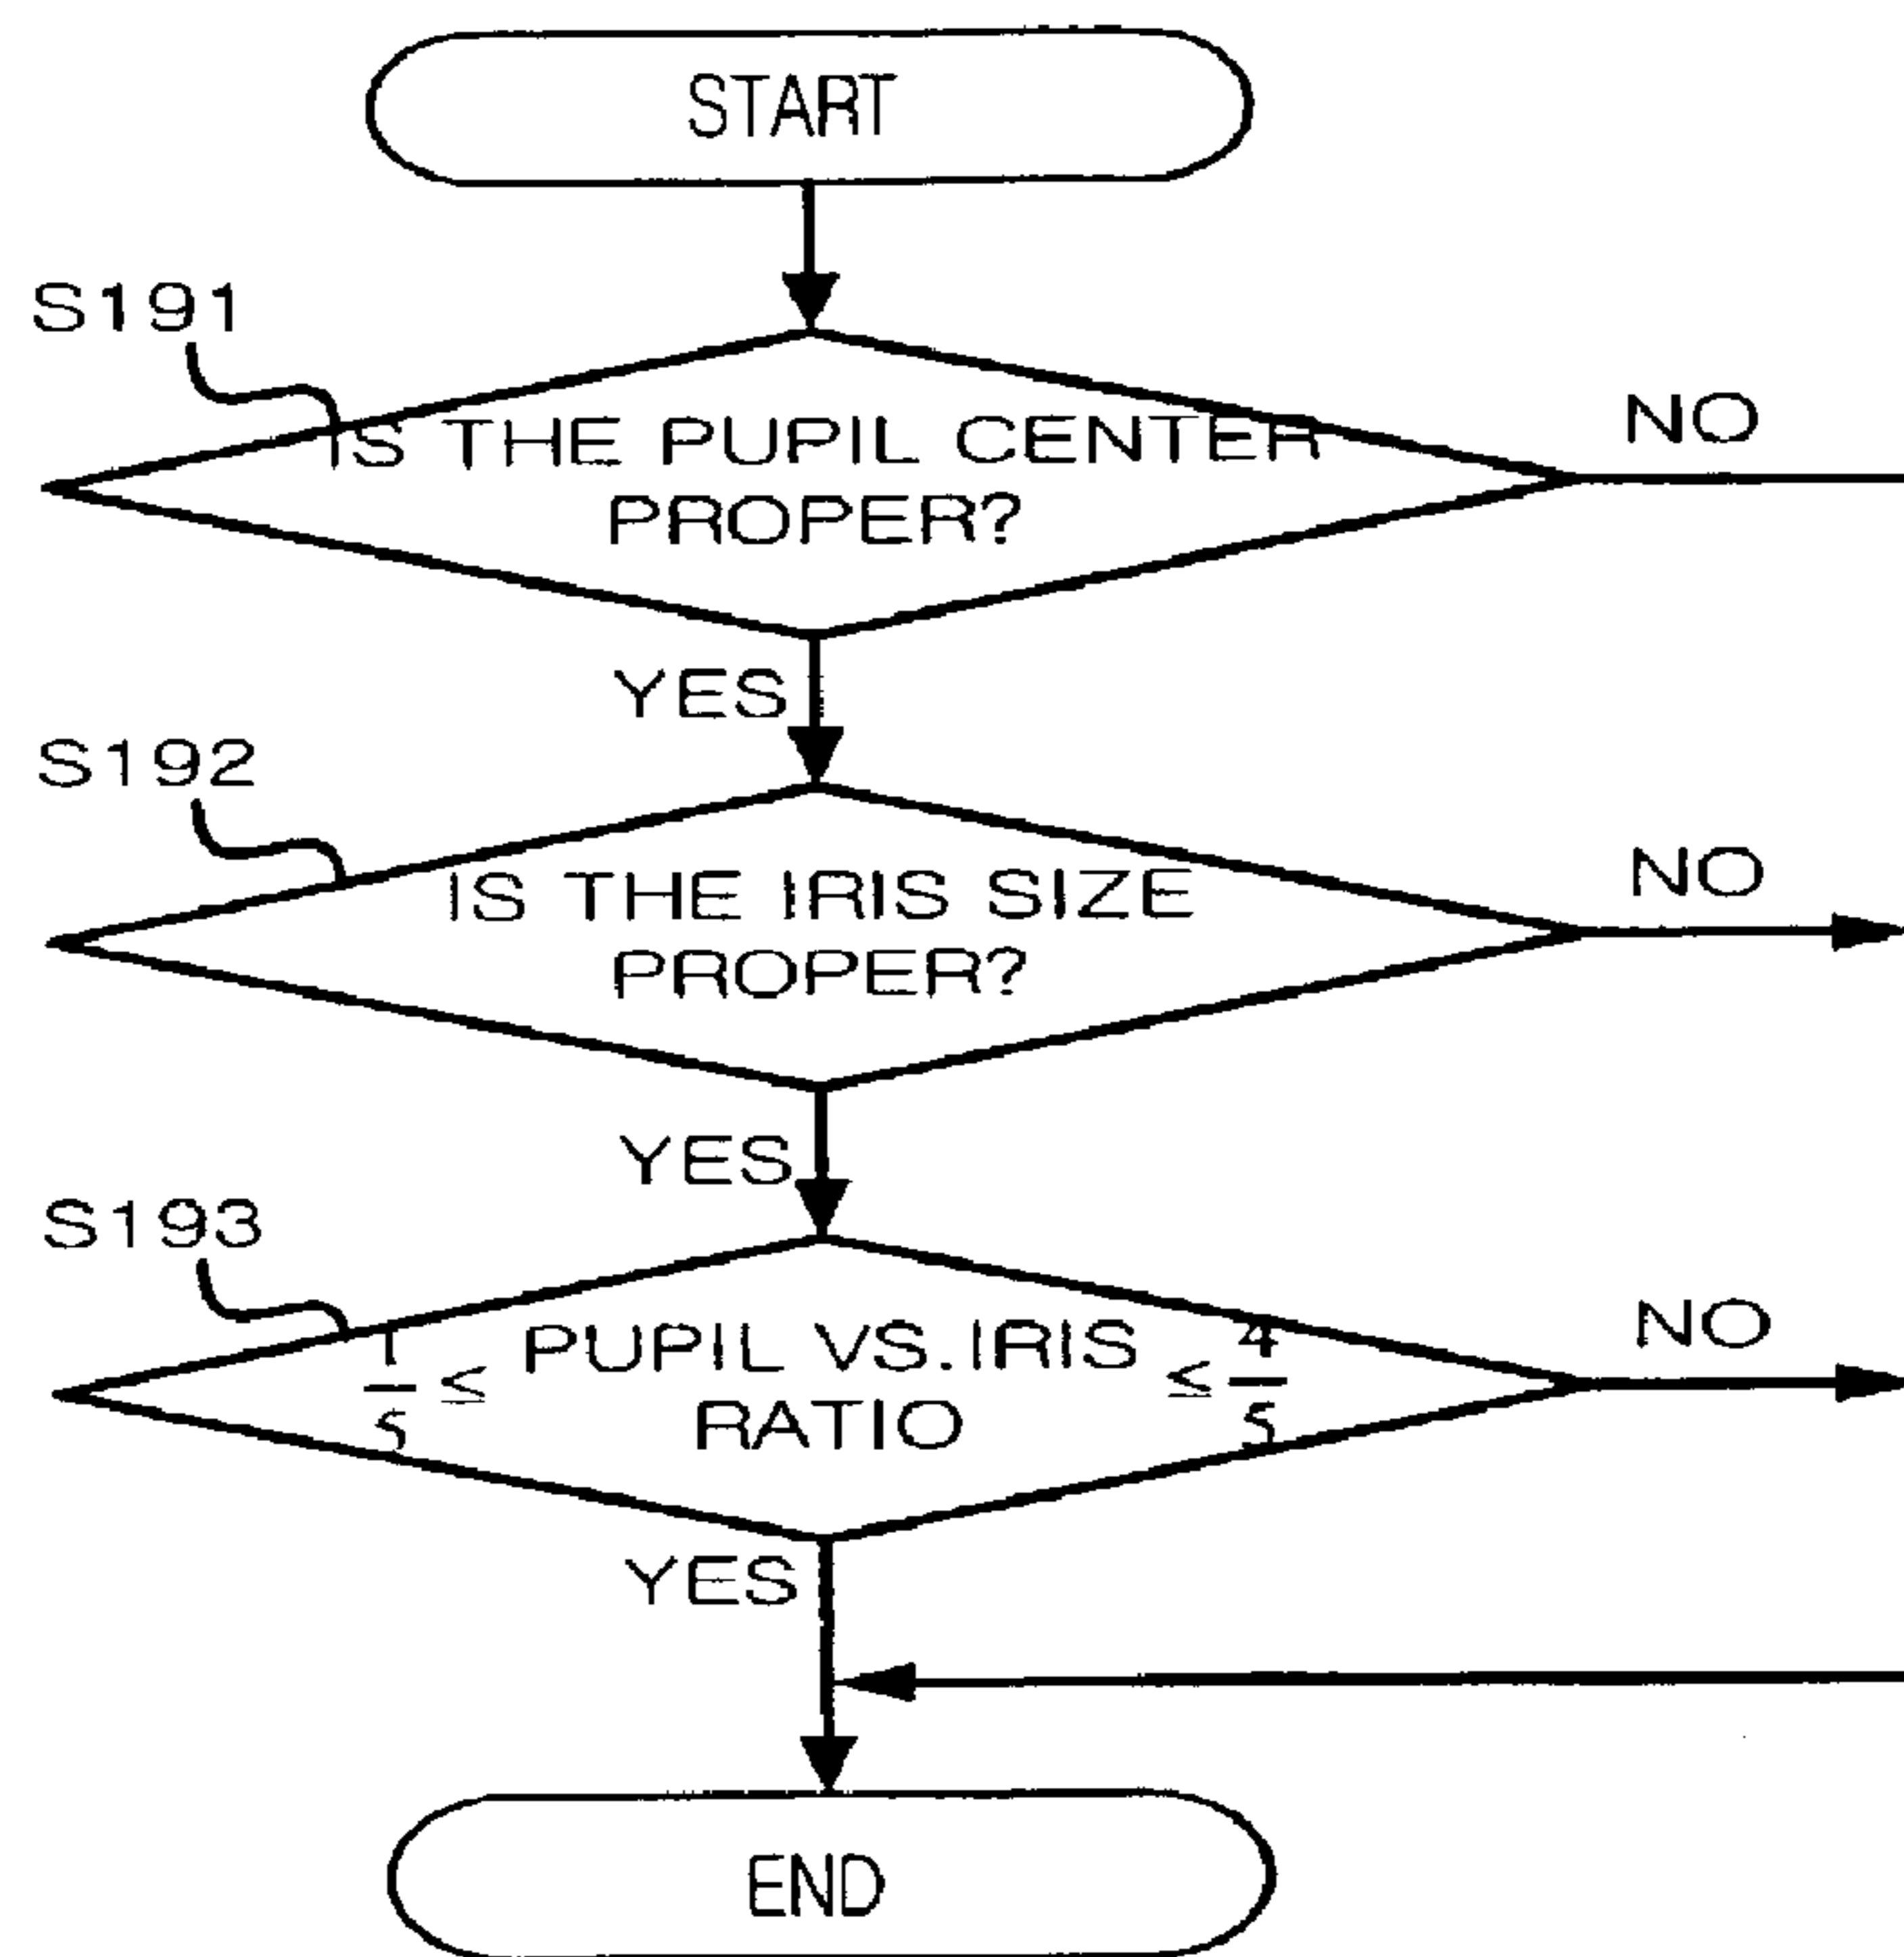 START
S191
IS THE PUPIL CENTER
PROPER?
NO
YES
S192
IS THE IRIS SIZE
PROPER?
NO
YES
S193
1/5 ≤ PUPIL VS.IRIS RATIO ≤ 4/5
NO
YES
END